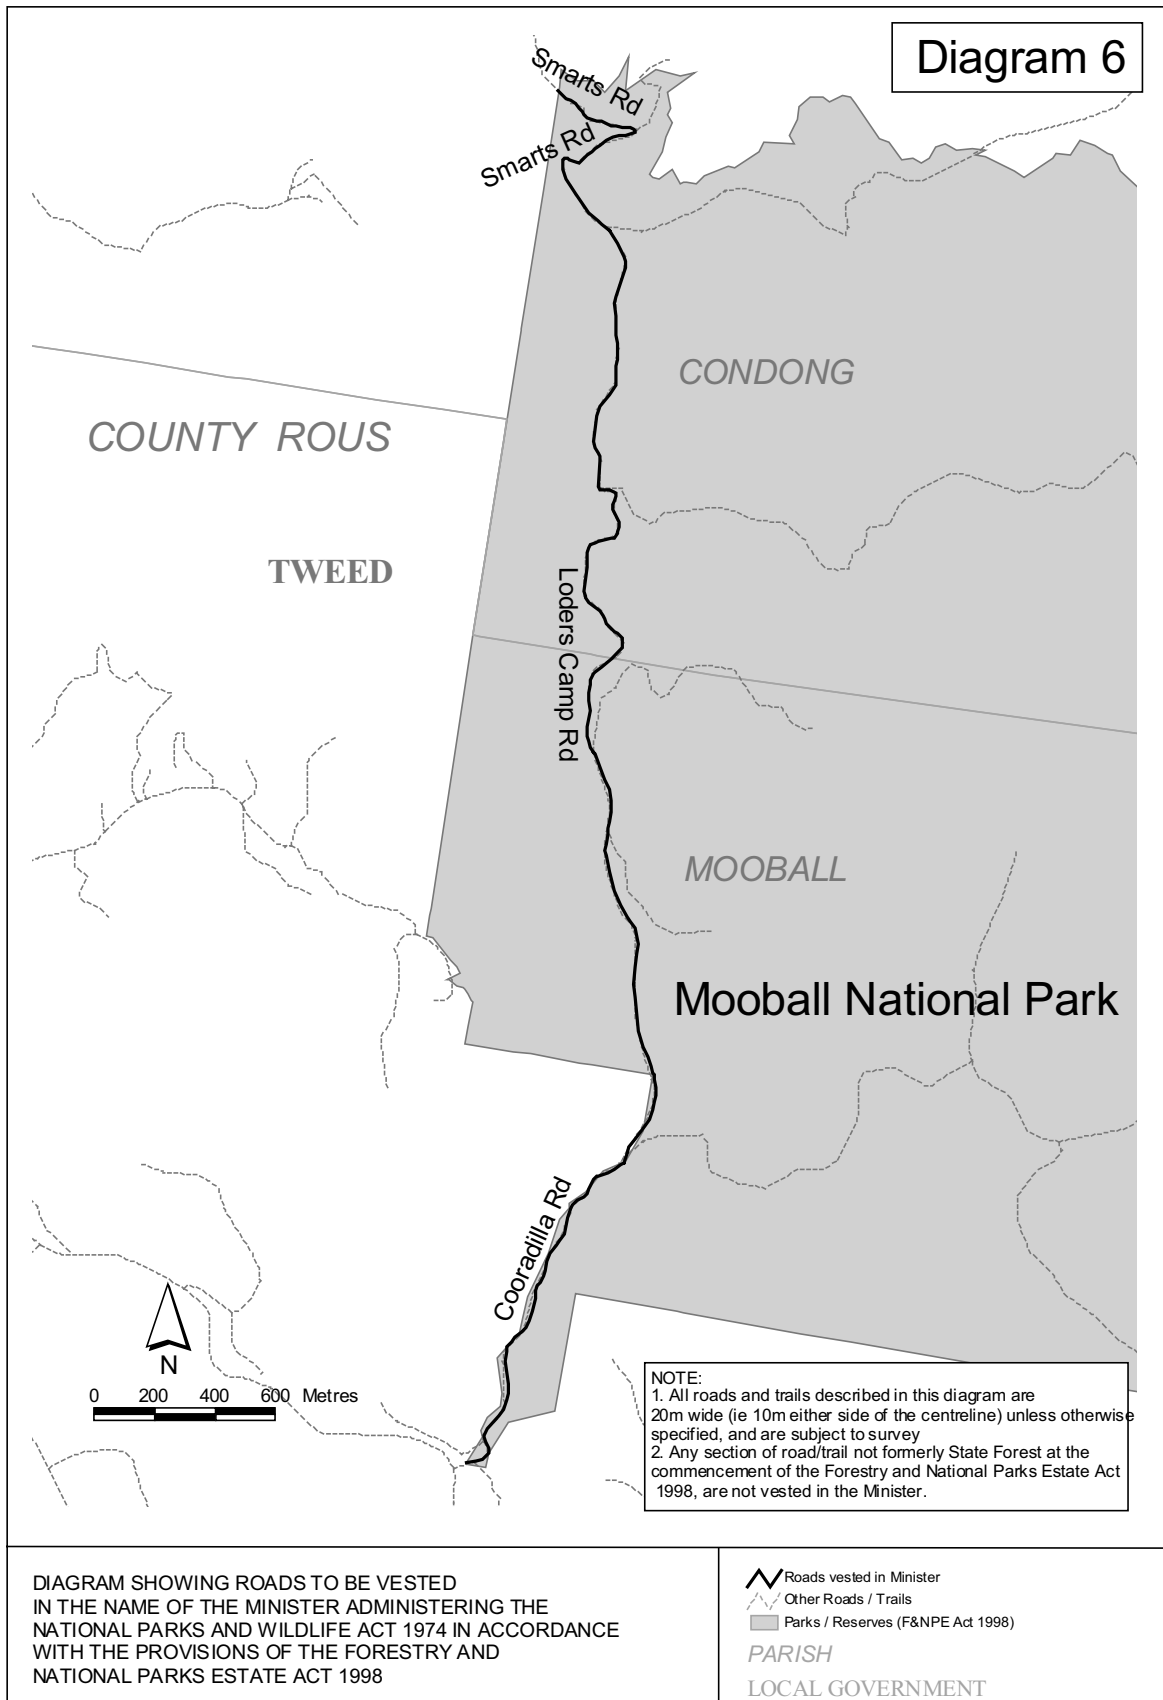 Diagram 6
Smarts Rd
Smarts Rd
CONDONG
COUNTY ROUS
TWEED
Loders Camp Rd
MOOBALL
Mooball National Park
Cooradilla Rd
N
0 200 400 600 Metres
NOTE:
1. All roads and trails described in this diagram are
20m wide (ie 10m either side of the centreline) unless otherwise
specified, and are subject to survey
2. Any section of road/trail not formerly State Forest at the
commencement of the Forestry and National Parks Estate Act
1998, are not vested in the Minister.
DIAGRAM SHOWING ROADS TO BE VESTED
IN THE NAME OF THE MINISTER ADMINISTERING THE
NATIONAL PARKS AND WILDLIFE ACT 1974 IN ACCORDANCE
WITH THE PROVISIONS OF THE FORESTRY AND
NATIONAL PARKS ESTATE ACT 1998
Roads vested in Minister
Other Roads / Trails
Parks / Reserves (F&NPE Act 1998)
PARISH
LOCAL GOVERNMENT